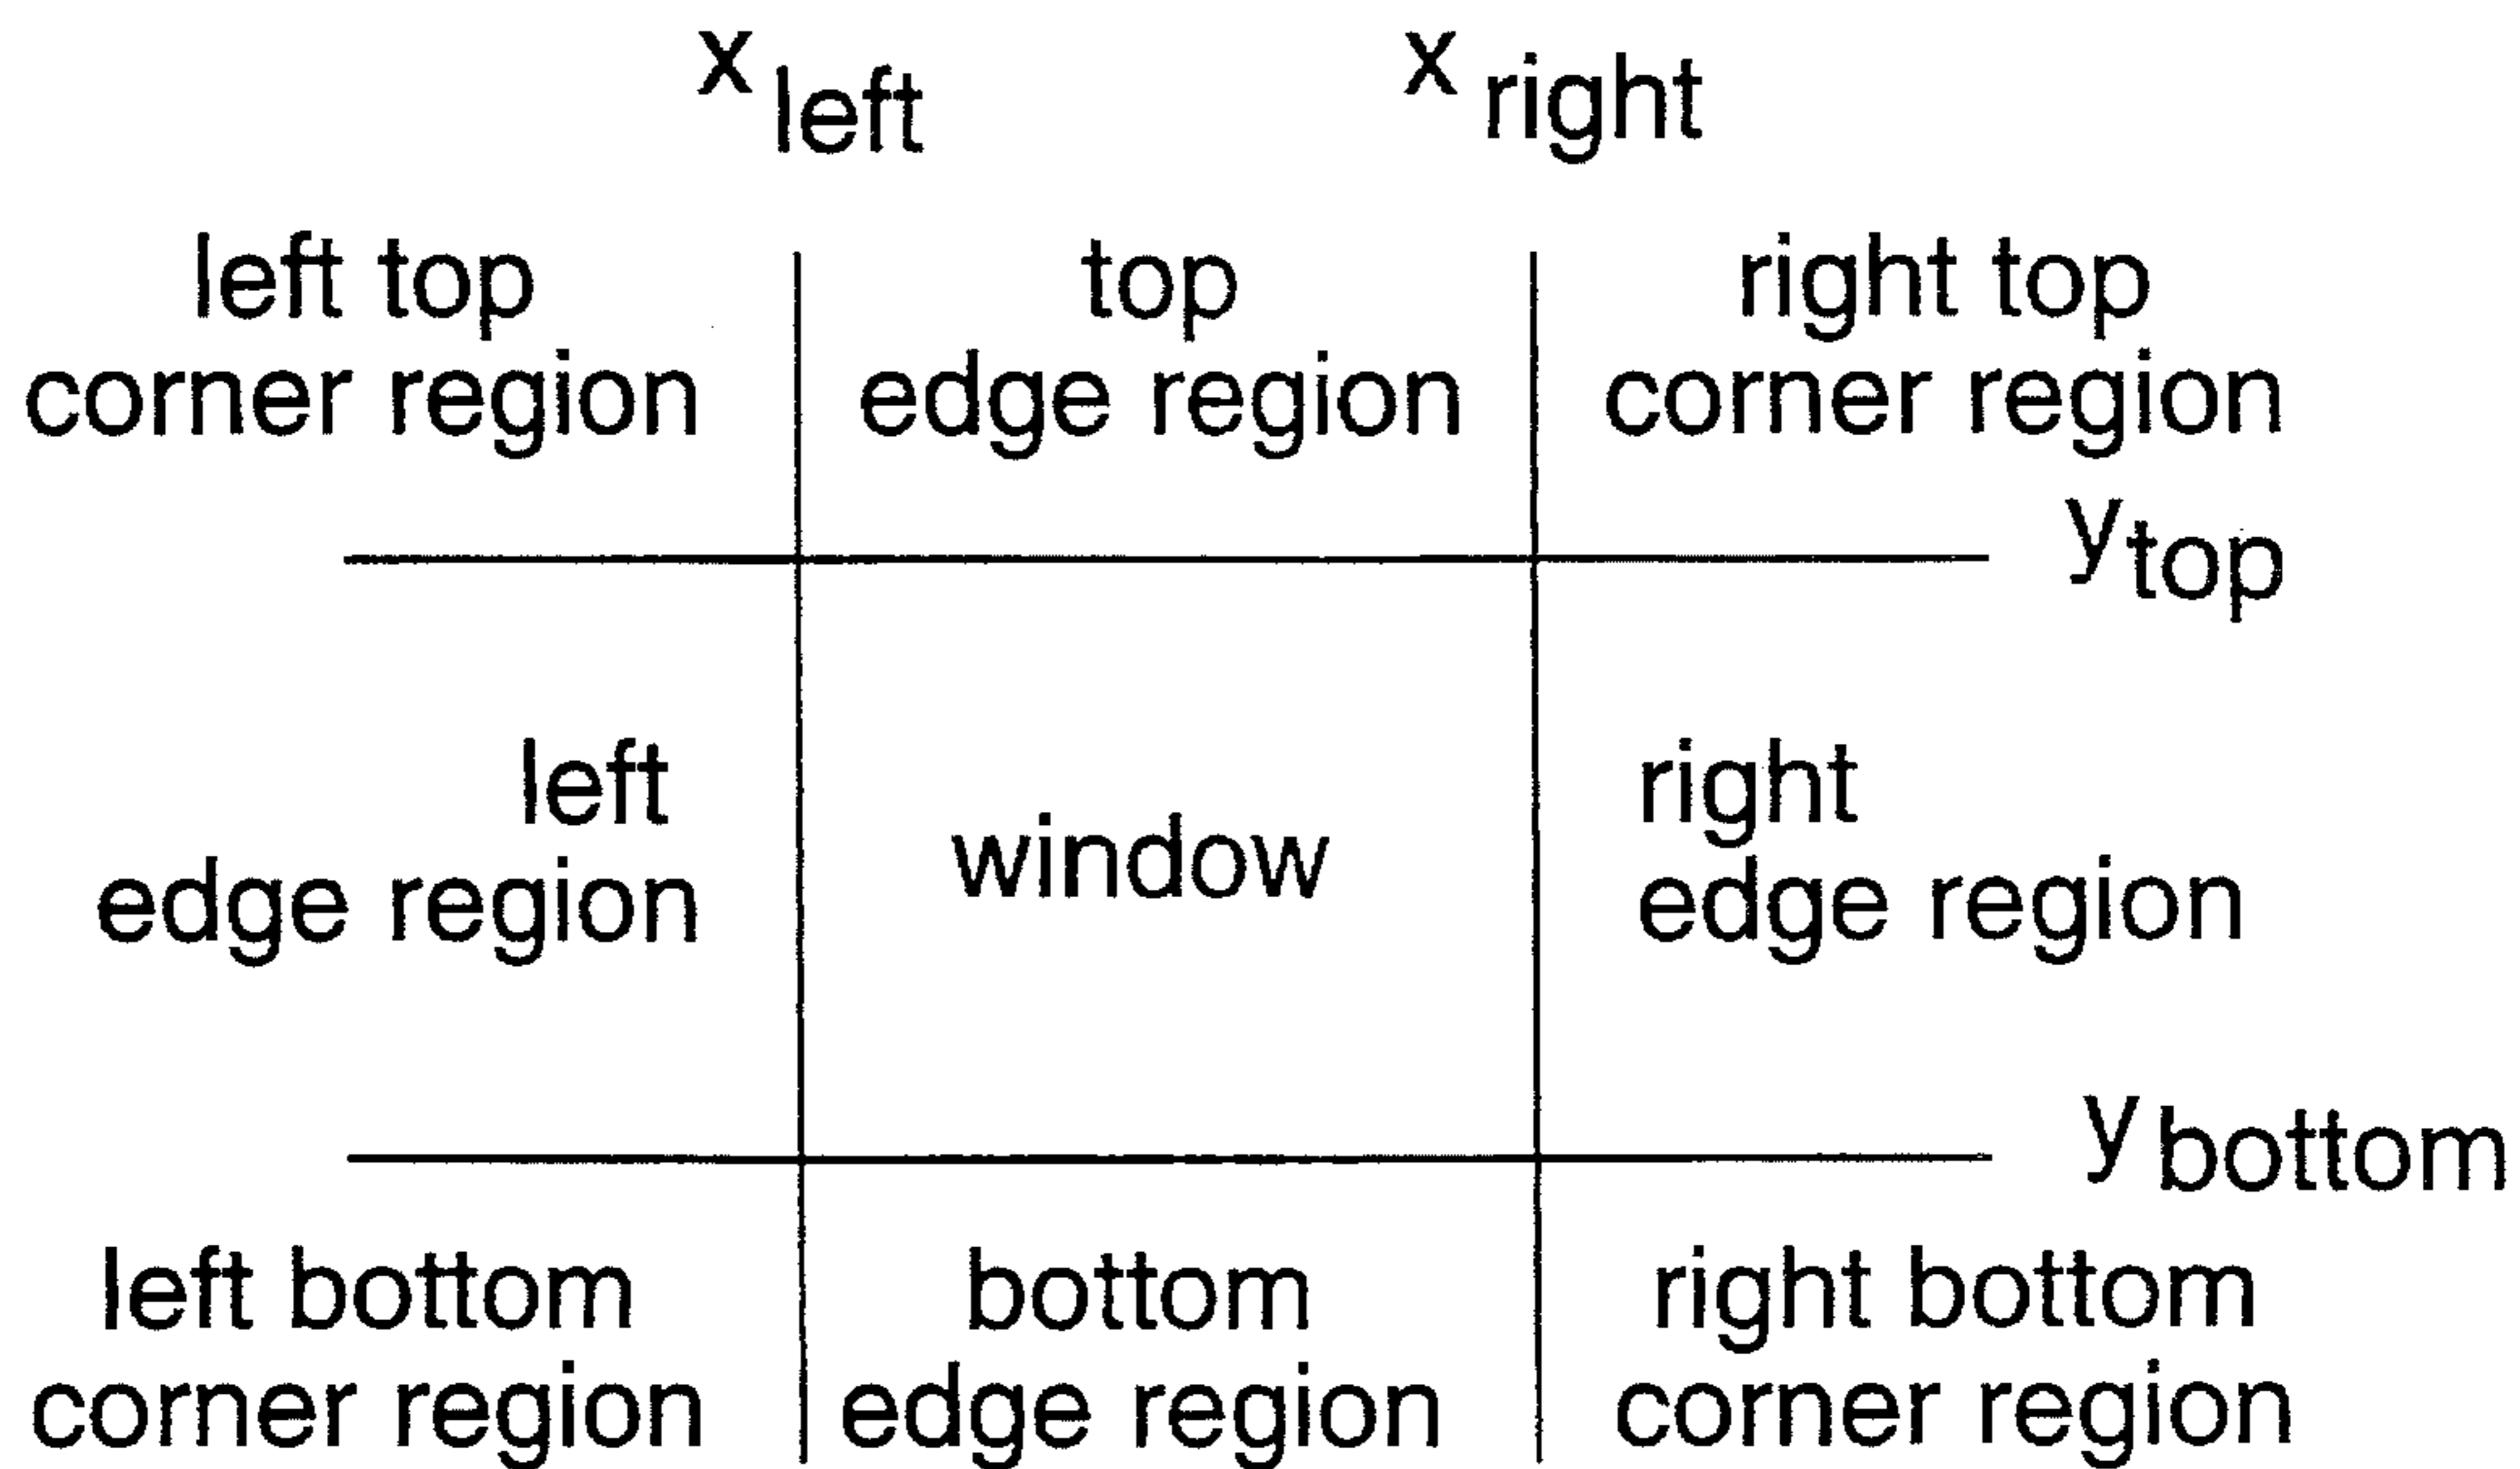 x left x right
left top top right top
corner region edge region corner region
y top
left right
edge region window edge region
y bottom
left bottom bottom right bottom
corner region edge region corner region